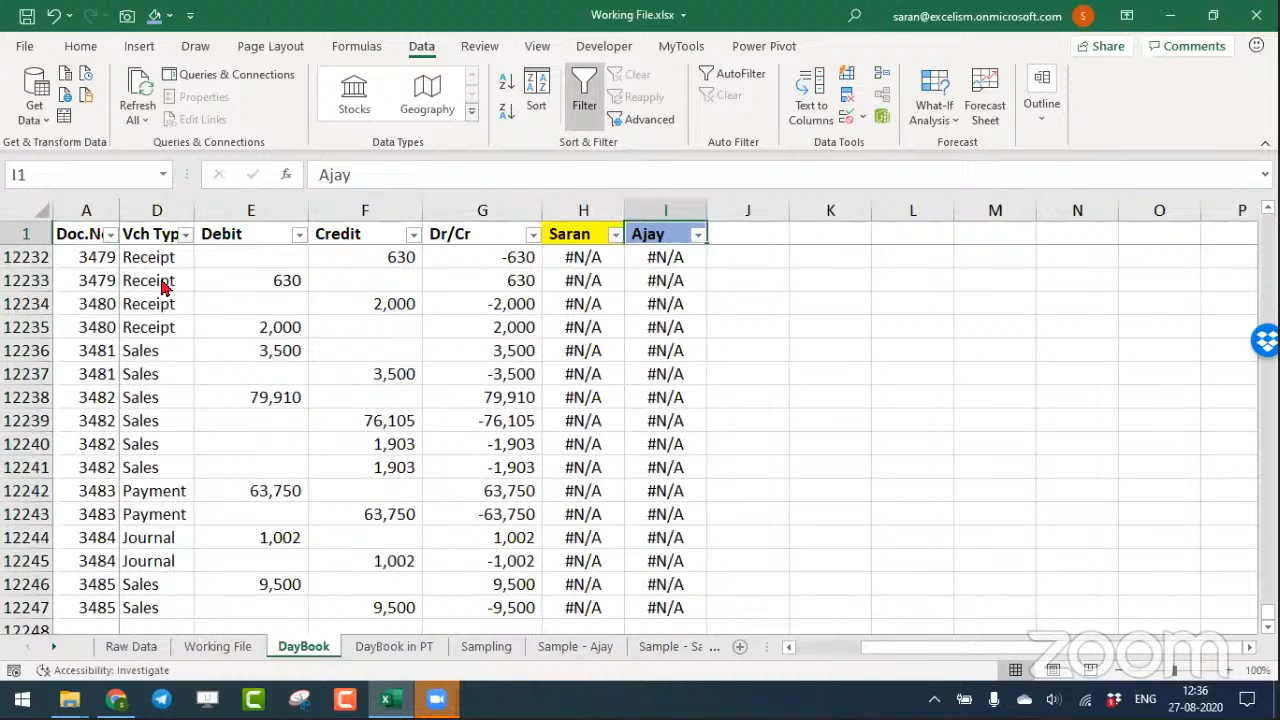 Working File.xlsx
saran@excelism.onmicrosoft.com S
File Home Insert Draw Page Layout Formulas Data Review View Developer MyTools Power Pivot Share Comments
Get Data
Refresh All
Queries & Connections
Properties
Edit Links
Stocks
Geography
Sort
Filter
Clear
Reapply
Advanced
AutoFilter
Clear
Text to Columns
What-If Analysis
Forecast Sheet
Outline
Get & Transform Data Queries & Connections Data Types Sort & Filter Auto Filter Data Tools Forecast
I1 fx Ajay
A D E F G H I J K L M N O P
1 Doc.No Vch Typ Debit Credit Dr/Cr Saran Ajay
12232 3479 Receipt 630 -630 #N/A #N/A
12233 3479 Receipt 630 630 #N/A #N/A
12234 3480 Receipt 2,000 -2,000 #N/A #N/A
12235 3480 Receipt 2,000 2,000 #N/A #N/A
12236 3481 Sales 3,500 3,500 #N/A #N/A
12237 3481 Sales 3,500 -3,500 #N/A #N/A
12238 3482 Sales 79,910 79,910 #N/A #N/A
12239 3482 Sales 76,105 -76,105 #N/A #N/A
12240 3482 Sales 1,903 -1,903 #N/A #N/A
12241 3482 Sales 1,903 -1,903 #N/A #N/A
12242 3483 Payment 63,750 63,750 #N/A #N/A
12243 3483 Payment 63,750 -63,750 #N/A #N/A
12244 3484 Journal 1,002 1,002 #N/A #N/A
12245 3484 Journal 1,002 -1,002 #N/A #N/A
12246 3485 Sales 9,500 9,500 #N/A #N/A
12247 3485 Sales 9,500 -9,500 #N/A #N/A
12248
Raw Data Working File DayBook DayBook in PT Sampling Sample - Ajay Sample - Sa ...
zoom
Accessibility: Investigate 100%
ENG 12:36
27-08-2020